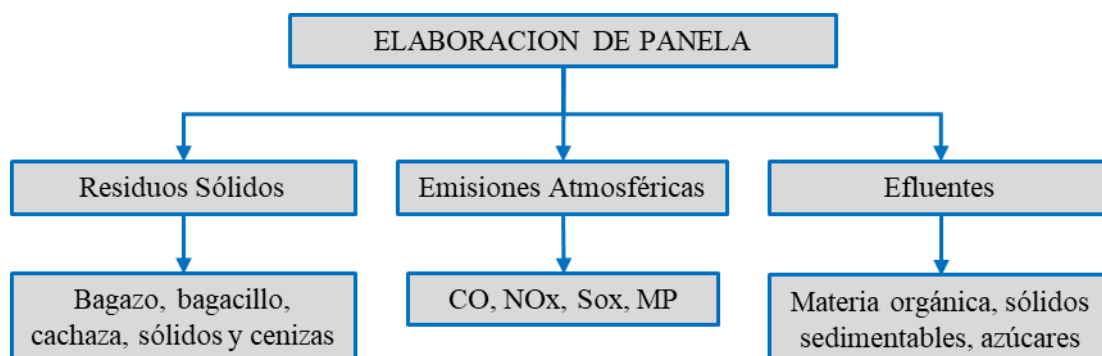 ELABORACION DE PANELA
Residuos Sólidos
Emisiones Atmosféricas
Efluentes
Bagazo, bagacillo,
cachaza, sólidos y cenizas
CO, NOx, Sox, MP
Materia orgánica, sólidos
sedimentables, azúcares